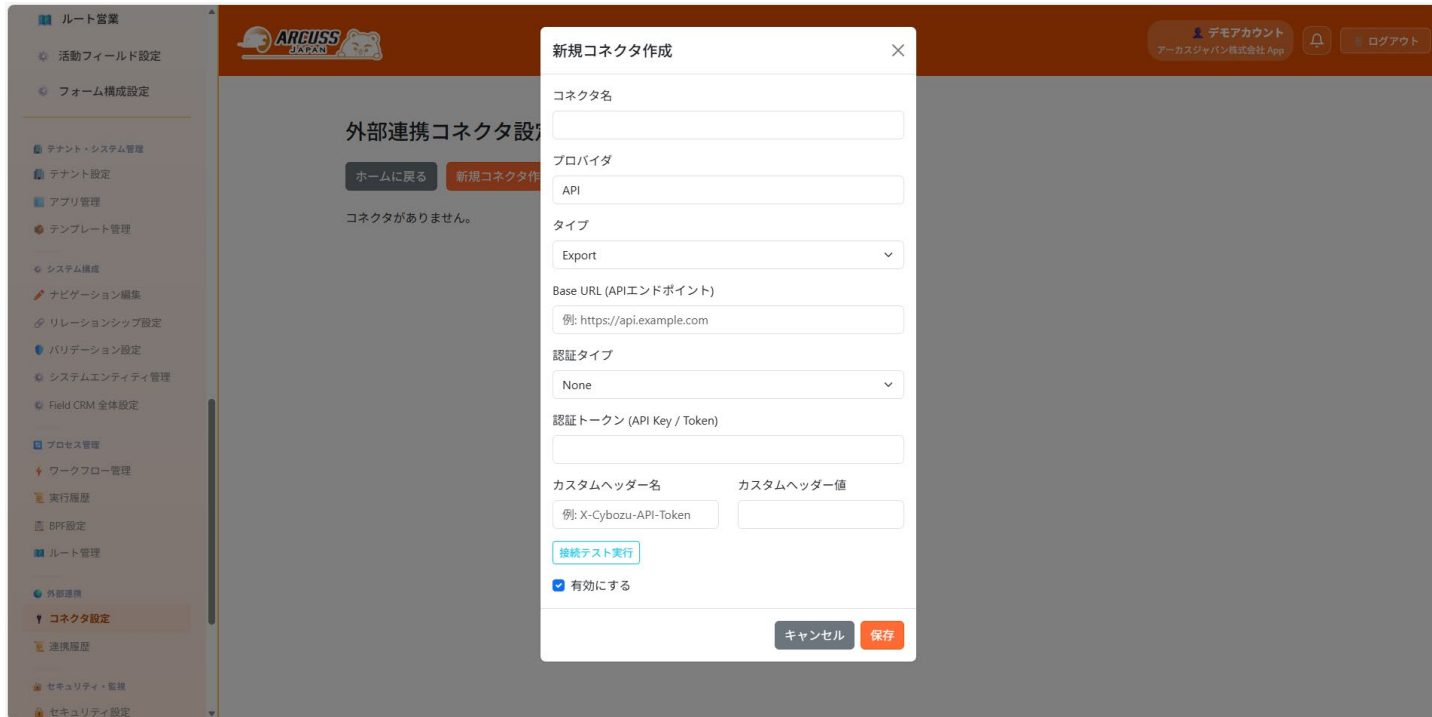 ルート営業
活動フィールド設定
フォーム構成設定
テナント・システム管理
テナント設定
アプリ管理
テンプレート管理
システム構成
ナビゲーション編集
リレーションシップ設定
バリデーション設定
システムエンティティ管理
Field CRM 全体設定
プロセス管理
ワークフロー管理
実行履歴
BPF設定
ルート管理
外部連携
コネクタ設定
連携履歴
セキュリティ・監視
セキュリティ設定
ARCUSS
JAPAN
デモアカウント
アーカスジャパン株式会社 App
ログアウト
外部連携コネクタ設定
ホームに戻る
新規コネクタ作
コネクタがありません。
新規コネクタ作成
コネクタ名
プロバイダ
API
タイプ
Export
Base URL (APIエンドポイント)
例: https://api.example.com
認証タイプ
None
認証トークン (API Key / Token)
カスタムヘッダー名 カスタムヘッダー値
例: X-Cybozu-API-Token
接続テスト実行
有効にする
キャンセル 保存